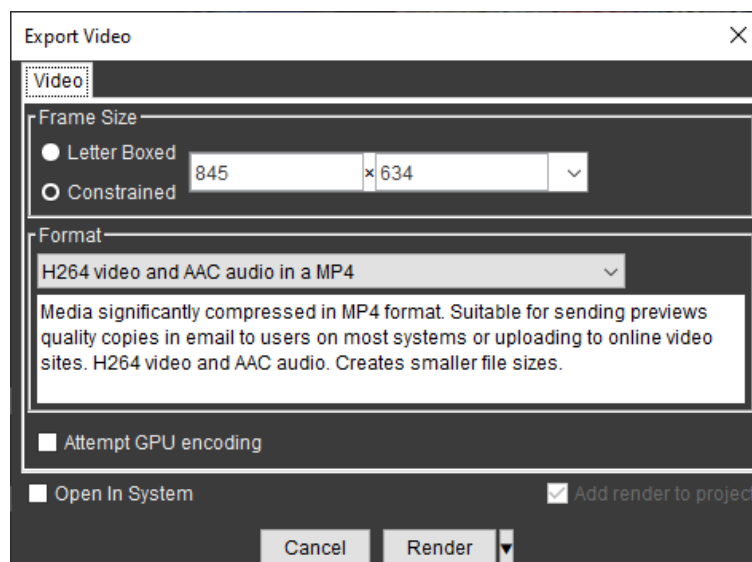 Export Video
Video
Frame Size
Letter Boxed
Constrained
845 × 634
Format
H264 video and AAC audio in a MP4
Media significantly compressed in MP4 format. Suitable for sending previews
quality copies in email to users on most systems or uploading to online video
sites. H264 video and AAC audio. Creates smaller file sizes.
Attempt GPU encoding
Open In System
Add render to project
Cancel
Render